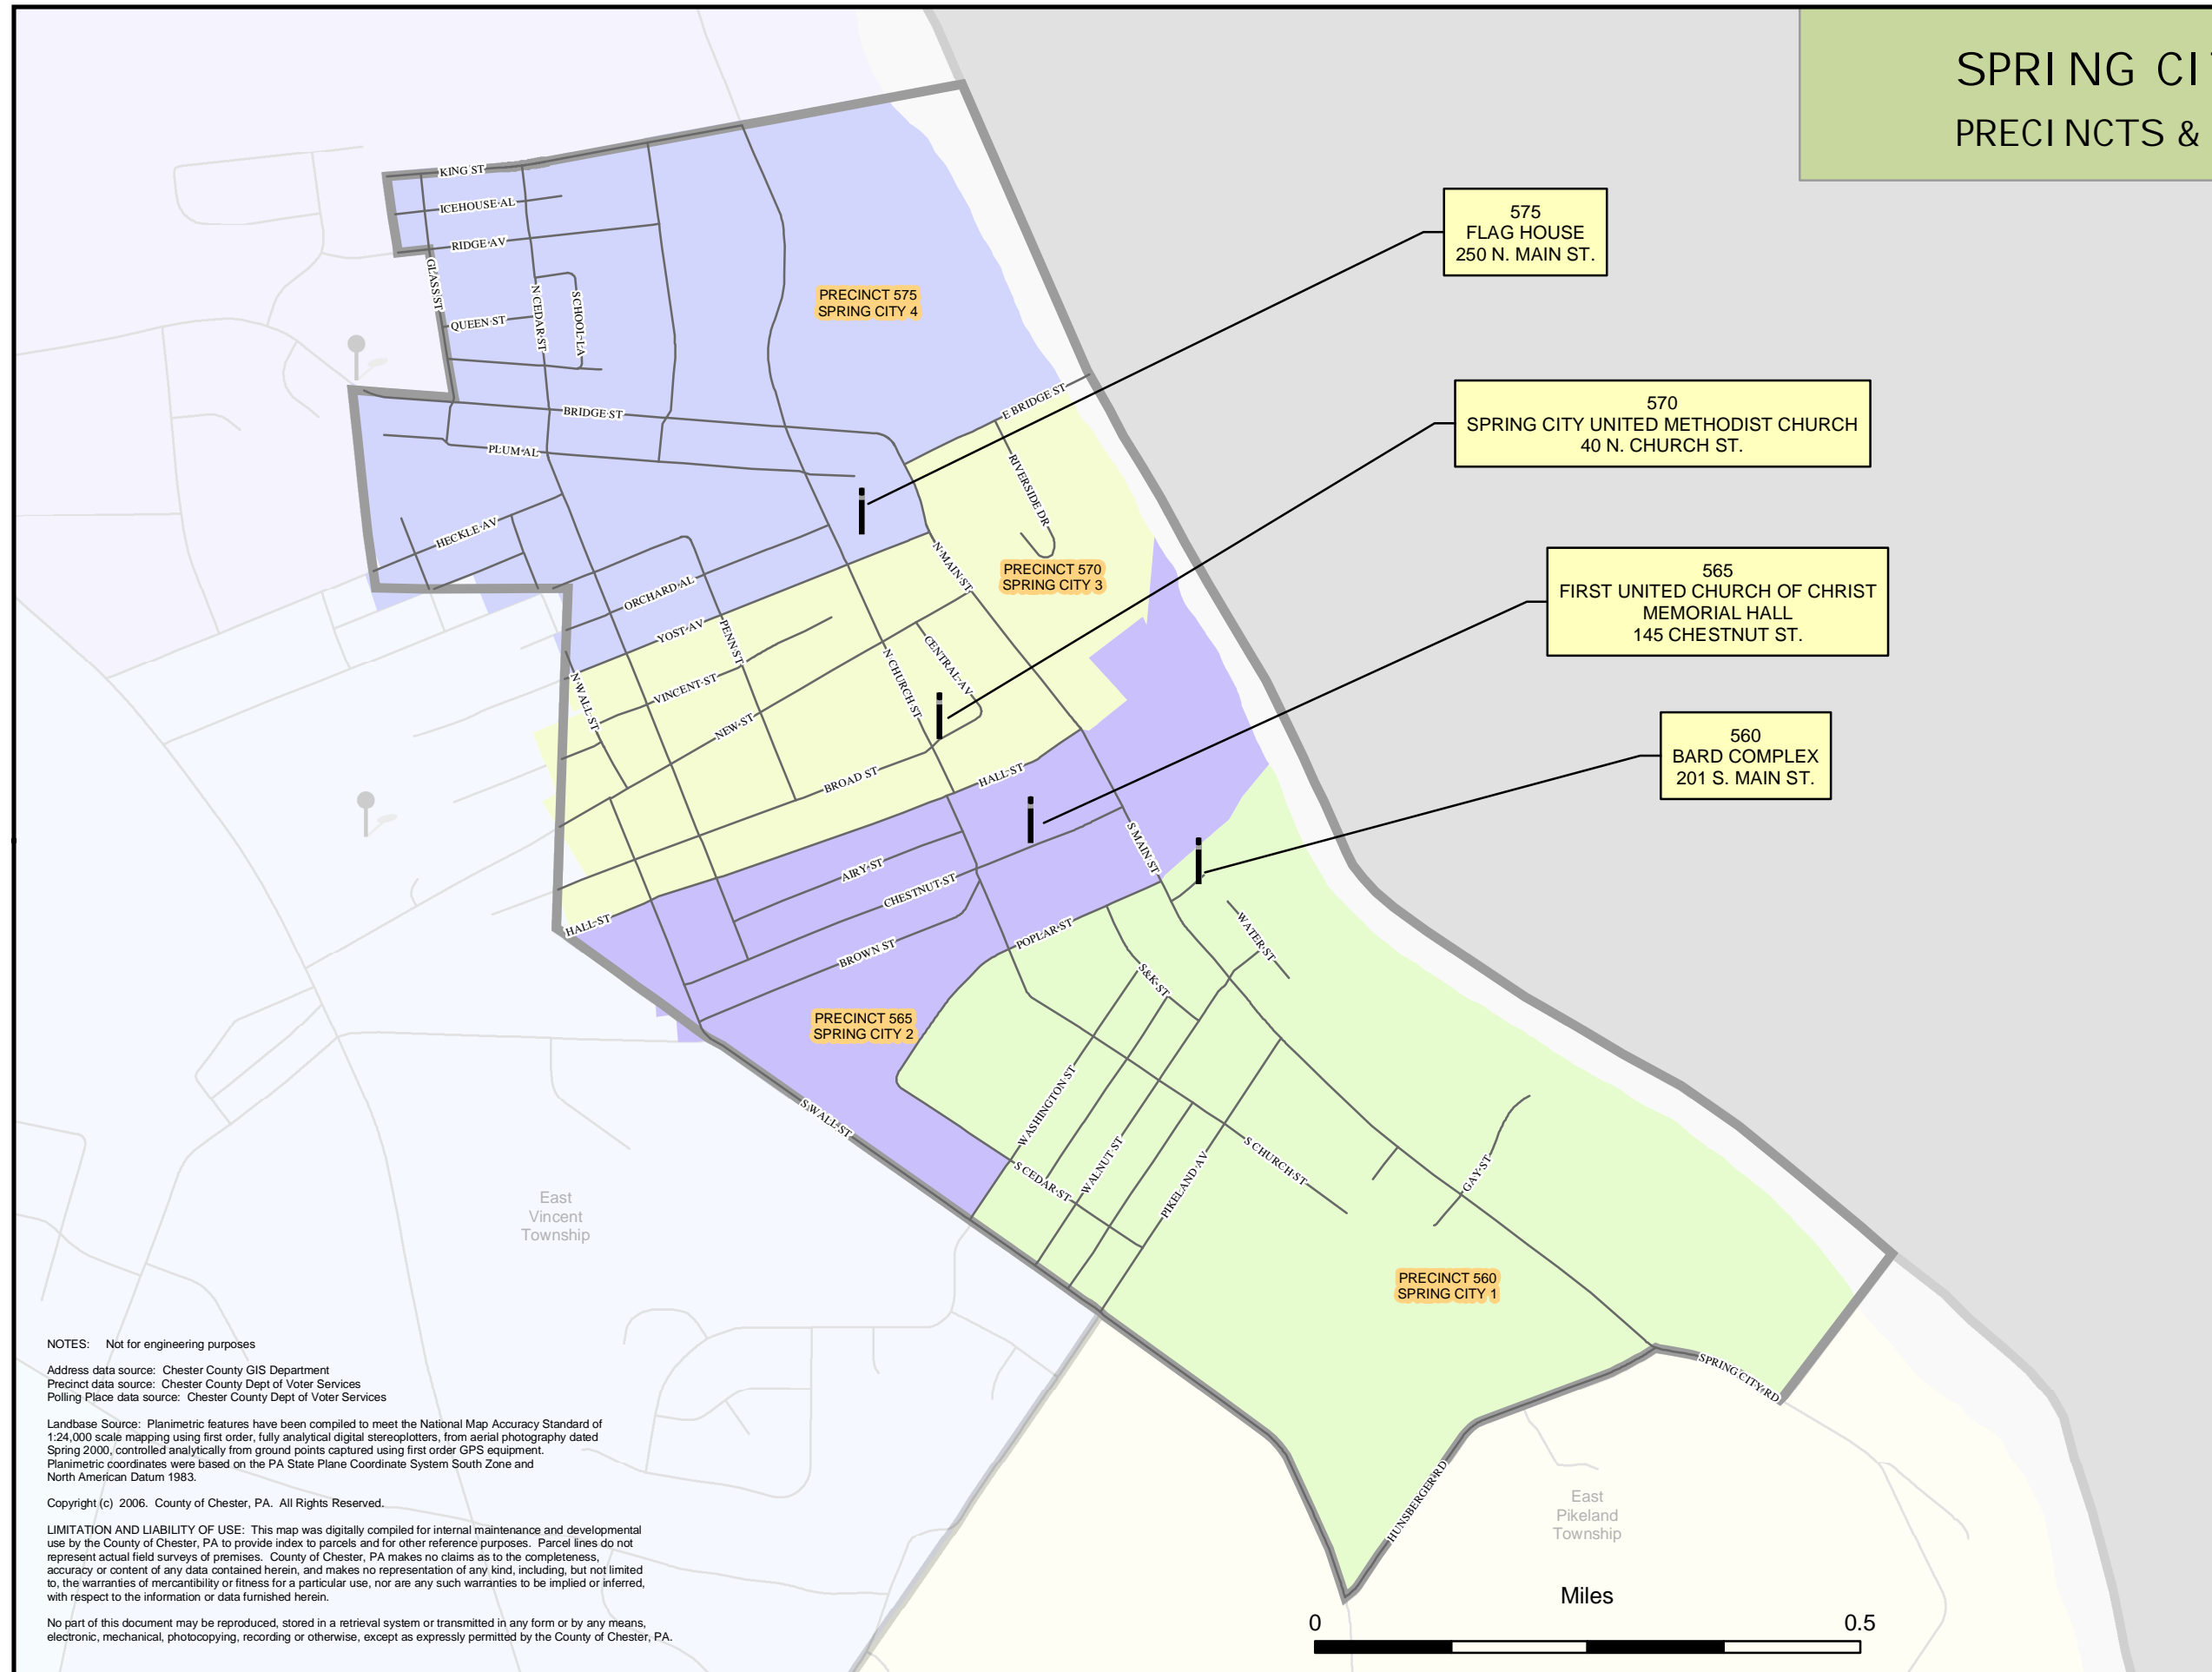 SPRING CI
PRECINCTS &
575
FLAG HOUSE
250 N. MAIN ST.
570
SPRING CITY UNITED METHODIST CHURCH
40 N. CHURCH ST.
565
FIRST UNITED CHURCH OF CHRIST
MEMORIAL HALL
145 CHESTNUT ST.
560
BARD COMPLEX
201 S. MAIN ST.
KING ST
ICEHOUSE AL
RIDGE AV
GLASS ST
N CEDAR ST
SCHOOL LA
QUEEN ST
PRECINCT 575
SPRING CITY 4
BRIDGE ST
E BRIDGE ST
PLUM AL
RIVERSIDE DR
HECKLE AV
N MAIN ST
PRECINCT 570
SPRING CITY 3
ORCHARD AL
YOST AV
PENN ST
N CHURCH ST
CENTRAL AV
N WALL ST
VINCENT ST
NEW ST
BROAD ST
HALL ST
S MAIN ST
AIRY ST
CHESTNUT ST
HALL ST
BROWN ST
POPLAR ST
WATER ST
S&K ST
PRECINCT 565
SPRING CITY 2
S WALL ST
WASHINGTON ST
S CEDAR ST
WALNUT ST
PIKELAND AV
S CHURCH ST
GAY ST
East
Vincent
Township
PRECINCT 560
SPRING CITY 1
SPRING CITY RD
HUNSBERGER RD
East
Pikeland
Township
NOTES: Not for engineering purposes
Address data source: Chester County GIS Department
Precinct data source: Chester County Dept of Voter Services
Polling Place data source: Chester County Dept of Voter Services
Landbase Source: Planimetric features have been compiled to meet the National Map Accuracy Standard of
1:24,000 scale mapping using first order, fully analytical digital stereoplotters, from aerial photography dated
Spring 2000, controlled analytically from ground points captured using first order GPS equipment.
Planimetric coordinates were based on the PA State Plane Coordinate System South Zone and
North American Datum 1983.
Copyright (c) 2006. County of Chester, PA. All Rights Reserved.
LIMITATION AND LIABILITY OF USE: This map was digitally compiled for internal maintenance and developmental
use by the County of Chester, PA to provide index to parcels and for other reference purposes. Parcel lines do not
represent actual field surveys of premises. County of Chester, PA makes no claims as to the completeness,
accuracy or content of any data contained herein, and makes no representation of any kind, including, but not limited
to, the warranties of mercantibility or fitness for a particular use, nor are any such warranties to be implied or inferred,
with respect to the information or data furnished herein.
No part of this document may be reproduced, stored in a retrieval system or transmitted in any form or by any means,
electronic, mechanical, photocopying, recording or otherwise, except as expressly permitted by the County of Chester, PA.
Miles
0 0.5